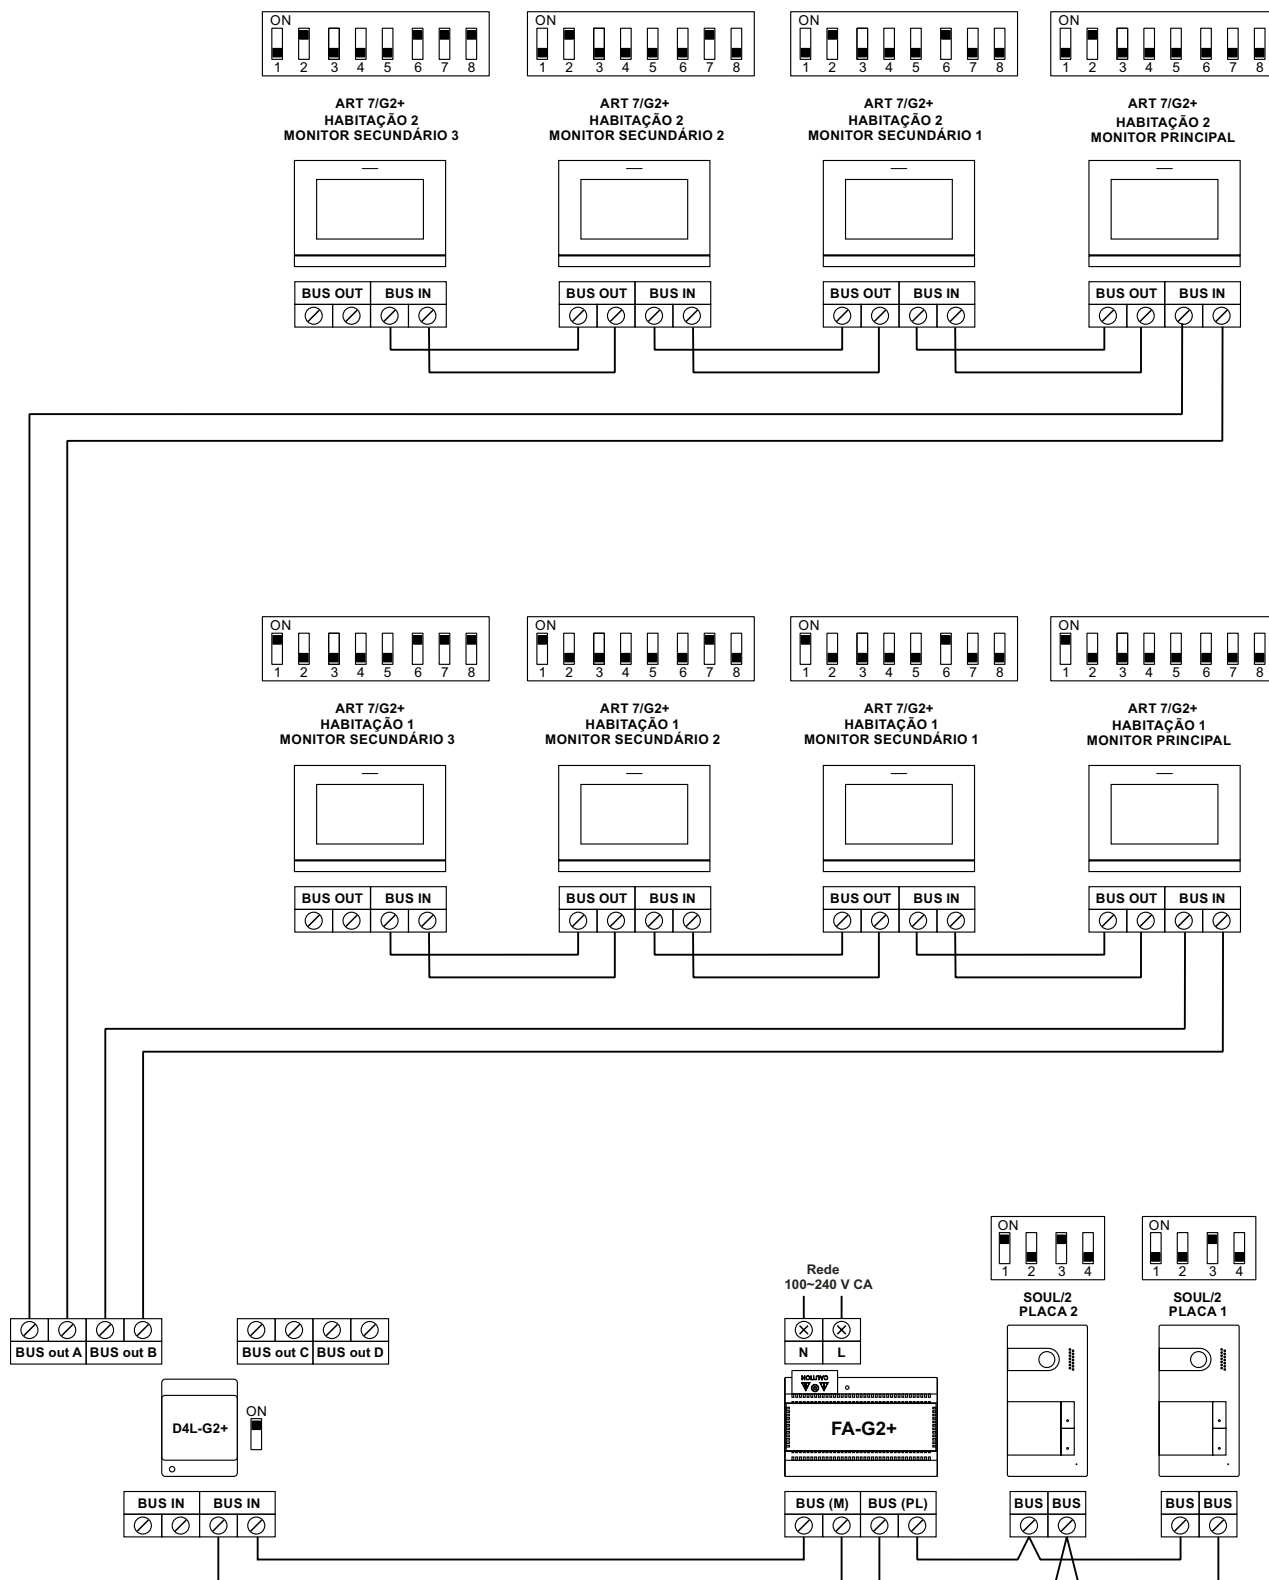 ON ON ON ON
1 2 3 4 5 6 7 8 1 2 3 4 5 6 7 8 1 2 3 4 5 6 7 8 1 2 3 4 5 6 7 8
ART 7/G2+ ART 7/G2+ ART 7/G2+ ART 7/G2+
HABITAÇÃO 2 HABITAÇÃO 2 HABITAÇÃO 2 HABITAÇÃO 2
MONITOR SECUNDÁRIO 3 MONITOR SECUNDÁRIO 2 MONITOR SECUNDÁRIO 1 MONITOR PRINCIPAL
BUS OUT BUS IN BUS OUT BUS IN BUS OUT BUS IN BUS OUT BUS IN
ON ON ON ON
1 2 3 4 5 6 7 8 1 2 3 4 5 6 7 8 1 2 3 4 5 6 7 8 1 2 3 4 5 6 7 8
ART 7/G2+ ART 7/G2+ ART 7/G2+ ART 7/G2+
HABITAÇÃO 1 HABITAÇÃO 1 HABITAÇÃO 1 HABITAÇÃO 1
MONITOR SECUNDÁRIO 3 MONITOR SECUNDÁRIO 2 MONITOR SECUNDÁRIO 1 MONITOR PRINCIPAL
BUS OUT BUS IN BUS OUT BUS IN BUS OUT BUS IN BUS OUT BUS IN
ON ON
1 2 3 4 1 2 3 4
Rede
100~240 V CA
SOUL/2 SOUL/2
PLACA 2 PLACA 1
BUS out A BUS out B BUS out C BUS out D N L
CAUTION
ON
D4L-G2+ FA-G2+
BUS IN BUS IN BUS (M) BUS (PL) BUS BUS BUS BUS